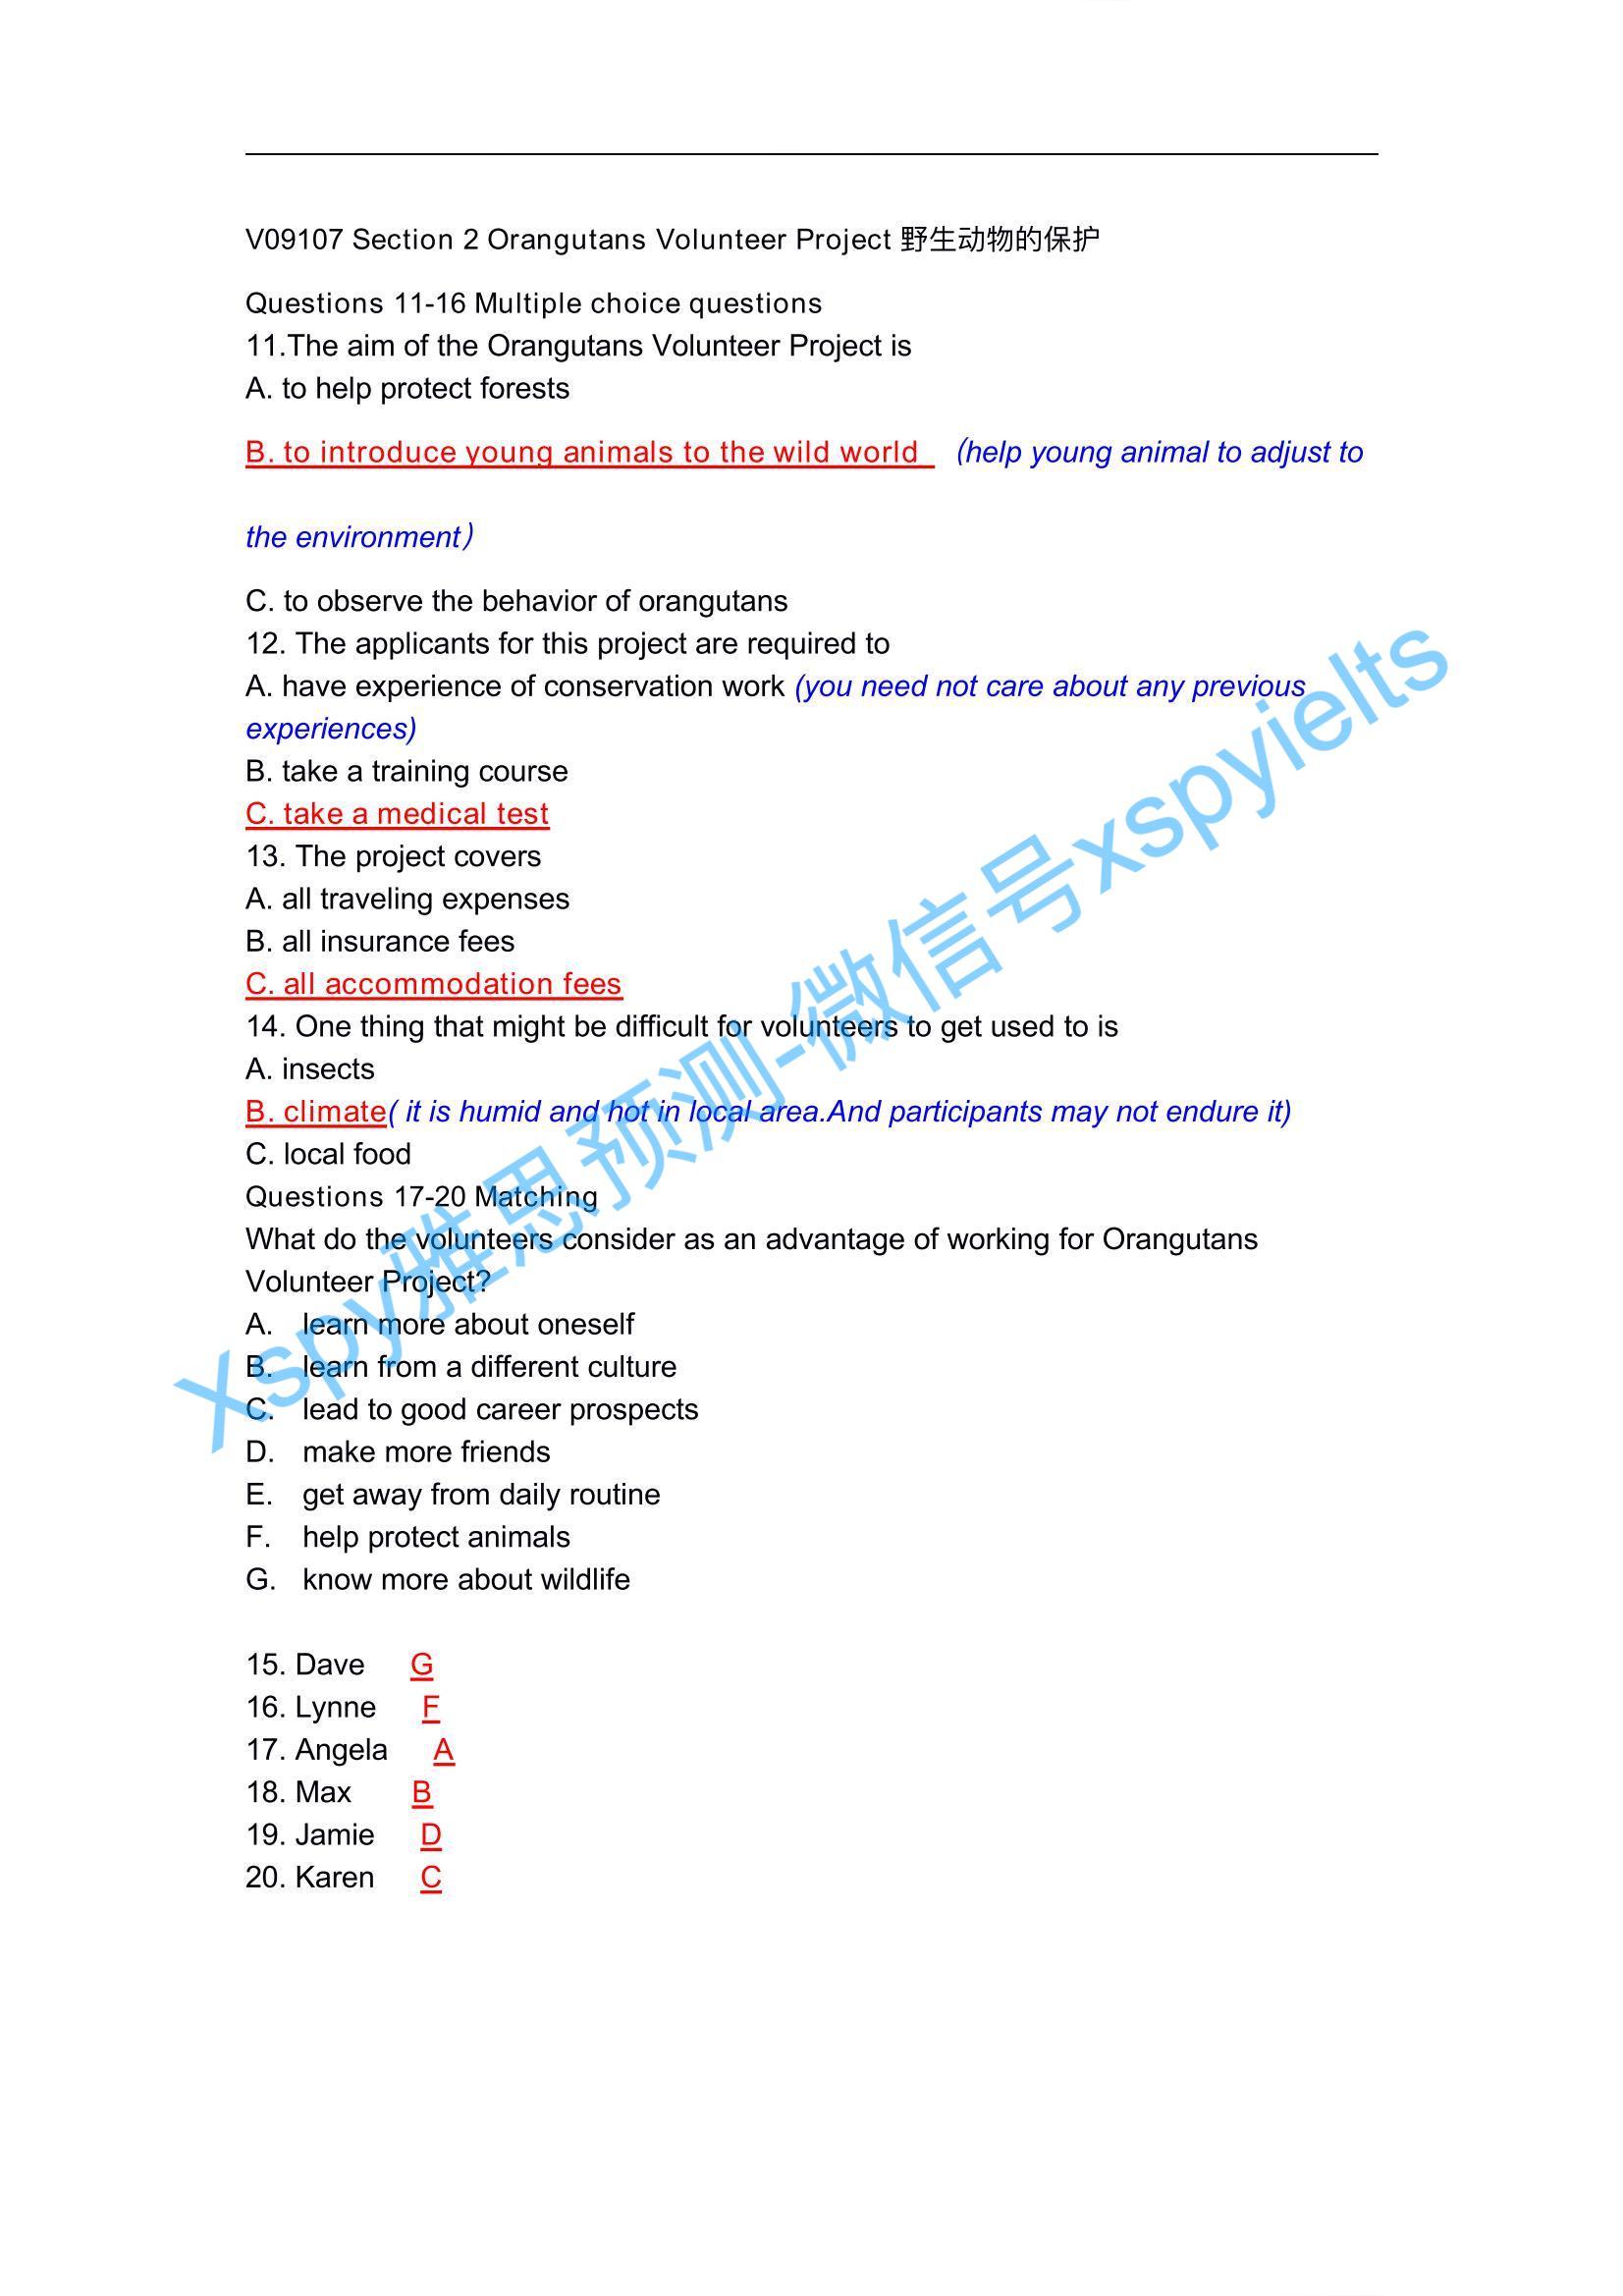 V09107 Section 2 Orangutans Volunteer Project 野生动物的保护
Questions 11-16 Multiple choice questions
11.The aim of the Orangutans Volunteer Project is
A. to help protect forests
B. to introduce young animals to the wild world （help young animal to adjust to
the environment）
C. to observe the behavior of orangutans
12. The applicants for this project are required to
A. have experience of conservation work (you need not care about any previous
experiences)
B. take a training course
C. take a medical test
13. The project covers
A. all traveling expenses
B. all insurance fees
C. all accommodation fees
14. One thing that might be difficult for volunteers to get used to is
A. insects
B. climate( it is humid and hot in local area.And participants may not endure it)
C. local food
Questions 17-20 Matching
What do the volunteers consider as an advantage of working for Orangutans
Volunteer Project?
A. learn more about oneself
B. learn from a different culture
C. lead to good career prospects
D. make more friends
E. get away from daily routine
F. help protect animals
G. know more about wildlife
15. Dave G
16. Lynne F
17. Angela A
18. Max B
19. Jamie D
20. Karen C
Xspy雅思预测-微信号xspyielts